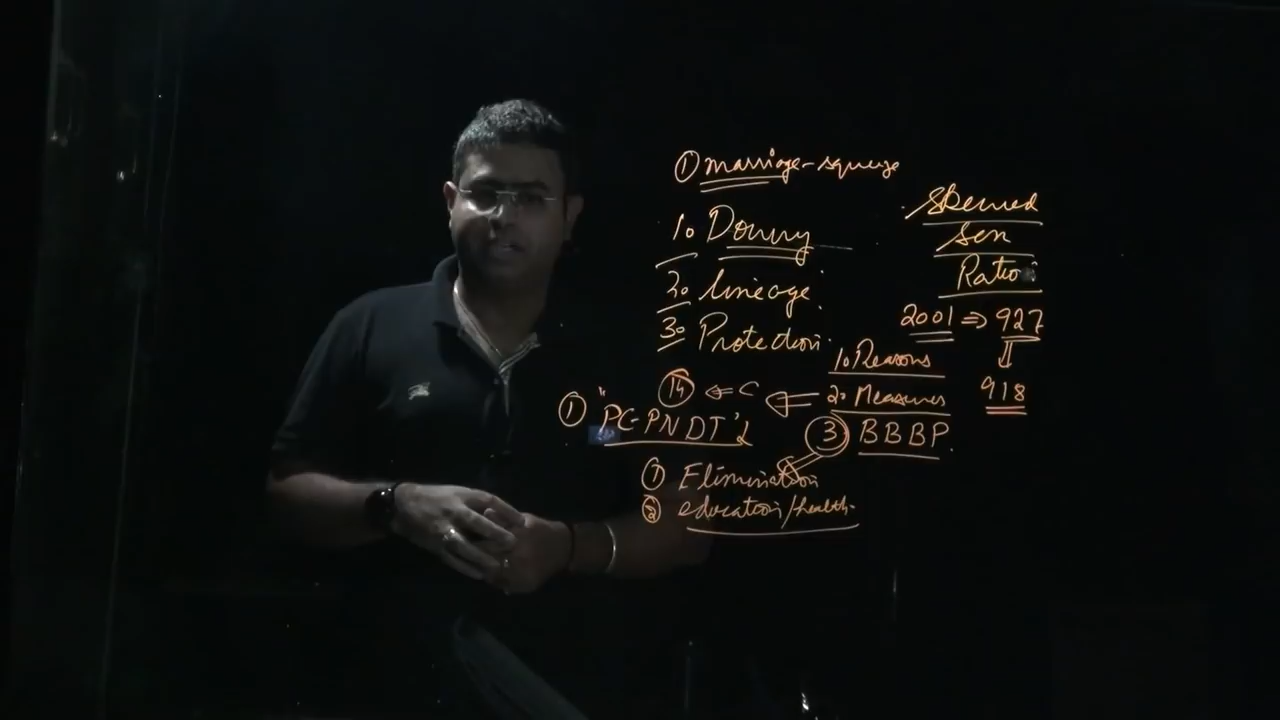 ① marriage-squeeze
1. Dowry
2. lineage
3. Protection.
Skewed
Sex
Ratio
2001 ⇒ 927
⇓
918
1. Reasons
2. Measures
③ BBBP
⑭ ⇐ C ⇐
① "PC-PNDT"
① Elimination
② education/health